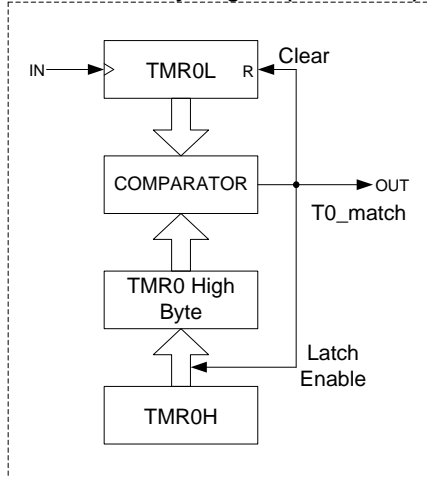 Clear
IN
TMR0L
R
COMPARATOR
OUT
T0_match
TMR0 High
Byte
Latch
Enable
TMR0H